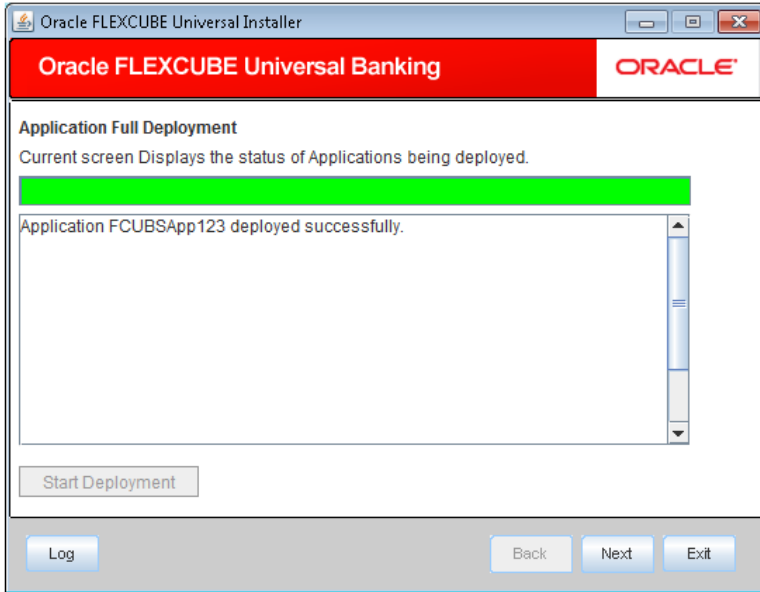 Oracle FLEXCUBE Universal Installer
Oracle FLEXCUBE Universal Banking
ORACLE
Application Full Deployment
Current screen Displays the status of Applications being deployed.
Application FCUBSApp123 deployed successfully.
Start Deployment
Log Back Next Exit